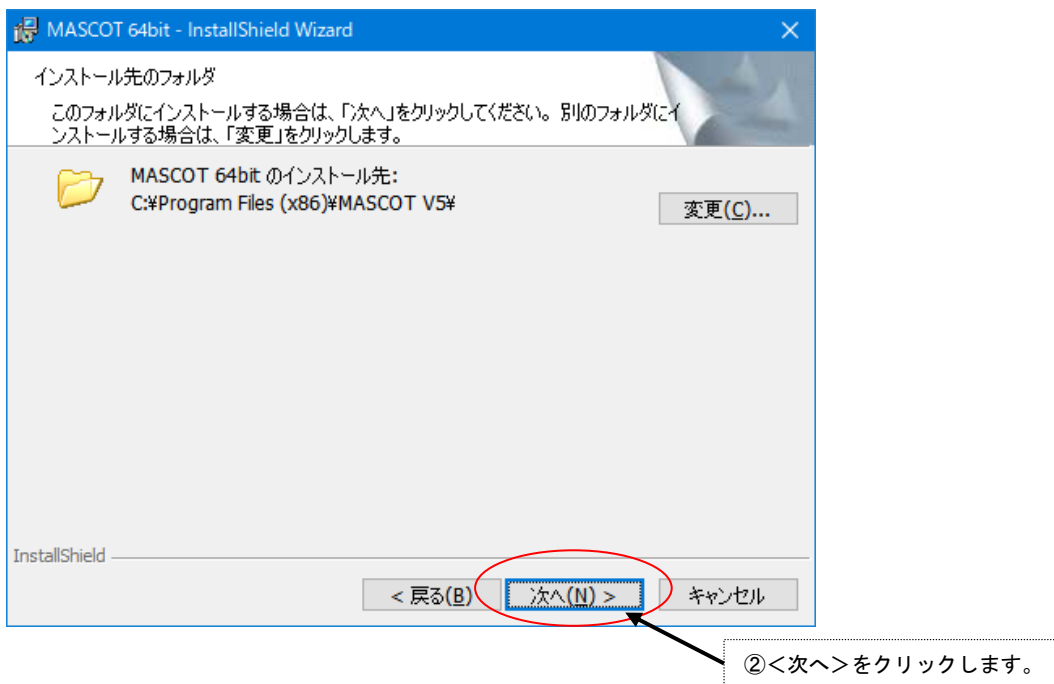 MASCOT 64bit - InstallShield Wizard
インストール先のフォルダ
このフォルダにインストールする場合は、「次へ」をクリックしてください。別のフォルダにイ
ンストールする場合は、「変更」をクリックします。
MASCOT 64bit のインストール先:
C:¥Program Files (x86)¥MASCOT V5¥
変更(C)...
InstallShield
< 戻る(B)
次へ(N) >
キャンセル
②<次へ>をクリックします。